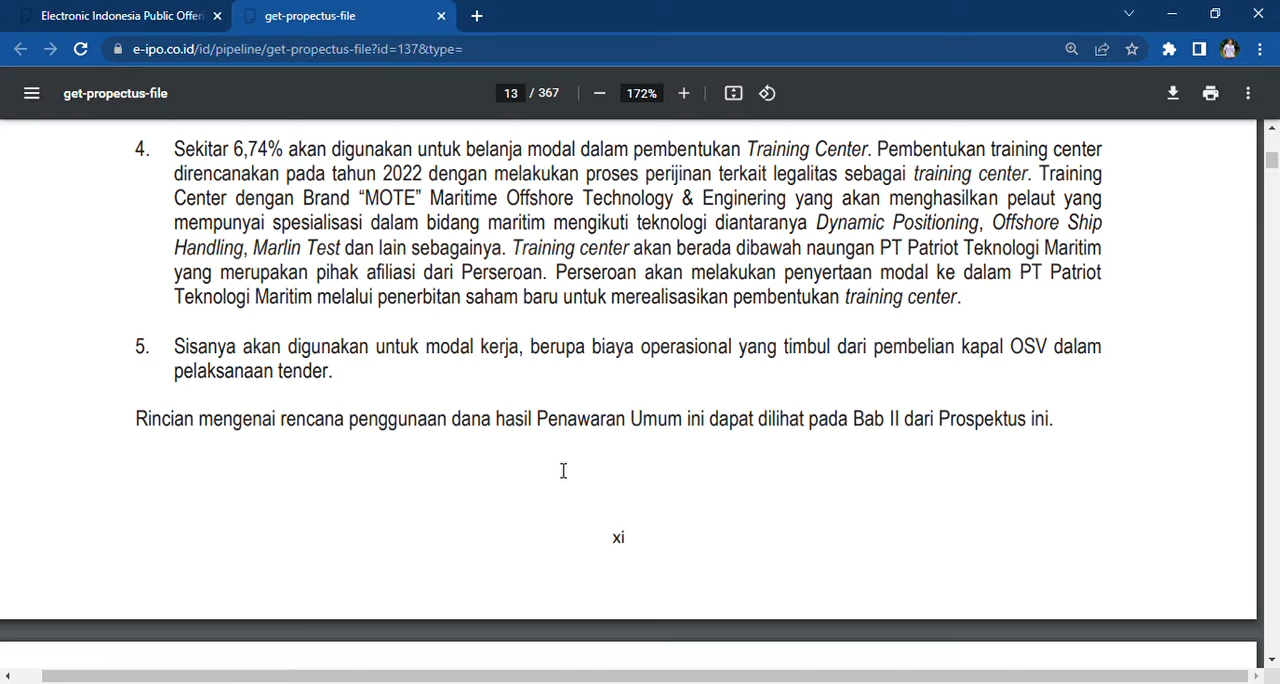 Electronic Indonesia Public Offeri
get-propectus-file
e-ipo.co.id/id/pipeline/get-propectus-file?id=137&type=
get-propectus-file
13 / 367
172%
4. Sekitar 6,74% akan digunakan untuk belanja modal dalam pembentukan Training Center. Pembentukan training center
direncanakan pada tahun 2022 dengan melakukan proses perijinan terkait legalitas sebagai training center. Training
Center dengan Brand “MOTE” Maritime Offshore Technology & Enginering yang akan menghasilkan pelaut yang
mempunyai spesialisasi dalam bidang maritim mengikuti teknologi diantaranya Dynamic Positioning, Offshore Ship
Handling, Marlin Test dan lain sebagainya. Training center akan berada dibawah naungan PT Patriot Teknologi Maritim
yang merupakan pihak afiliasi dari Perseroan. Perseroan akan melakukan penyertaan modal ke dalam PT Patriot
Teknologi Maritim melalui penerbitan saham baru untuk merealisasikan pembentukan training center.
5. Sisanya akan digunakan untuk modal kerja, berupa biaya operasional yang timbul dari pembelian kapal OSV dalam
pelaksanaan tender.
Rincian mengenai rencana penggunaan dana hasil Penawaran Umum ini dapat dilihat pada Bab II dari Prospektus ini.
xi